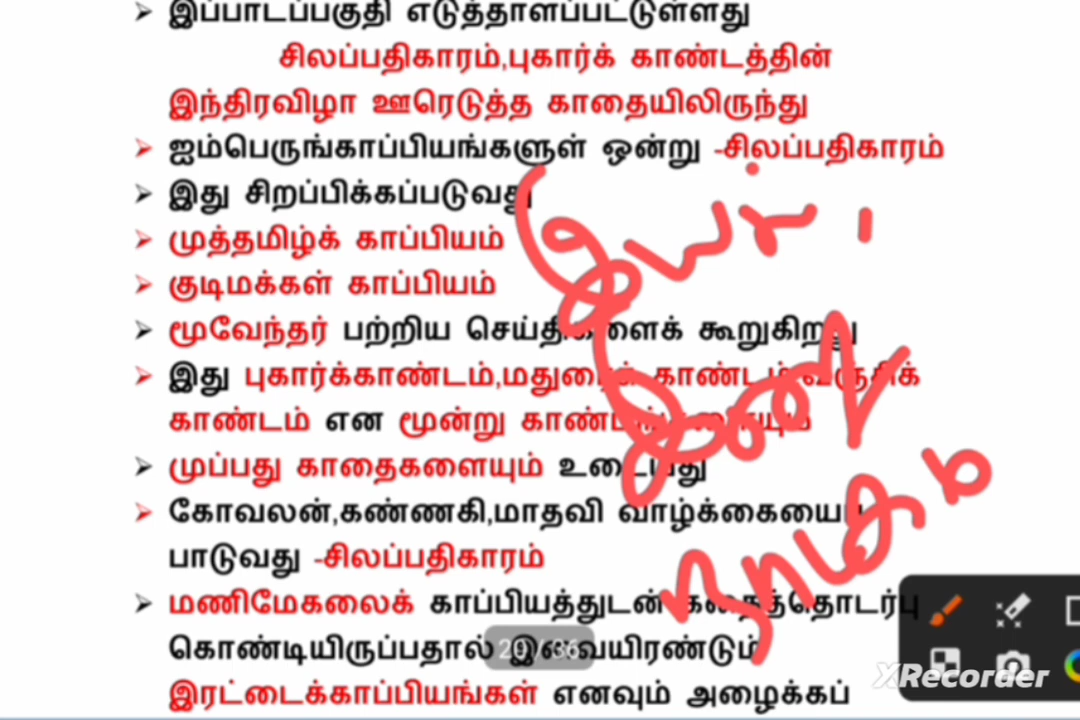 இப்பாடப்பகுதி எடுத்தாளப்பட்டுள்ளது
சிலப்பதிகாரம்,புகார்க் காண்டத்தின்
இந்திரவிழா ஊரெடுத்த காதையிலிருந்து
ஐம்பெருங்காப்பியங்களுள் ஒன்று -சிலப்பதிகாரம்
இது சிறப்பிக்கப்படுவது
முத்தமிழ்க் காப்பியம்
குடிமக்கள் காப்பியம்
மூவேந்தர் பற்றிய செய்திகளைக் கூறுகிறது
இது புகார்க்காண்டம்,மதுரைக் காண்டம்,வஞ்சிக்
காண்டம் என மூன்று காண்டங்களையும்
முப்பது காதைகளையும் உடையது
கோவலன்,கண்ணகி,மாதவி வாழ்க்கையைப்
பாடுவது -சிலப்பதிகாரம்
மணிமேகலைக் காப்பியத்துடன் கதைத்தொடர்பு
கொண்டியிருப்பதால் இவையிரண்டும்
இரட்டைக்காப்பியங்கள் எனவும் அழைக்கப்
இயல்
இசை
நாதக
XRecorder